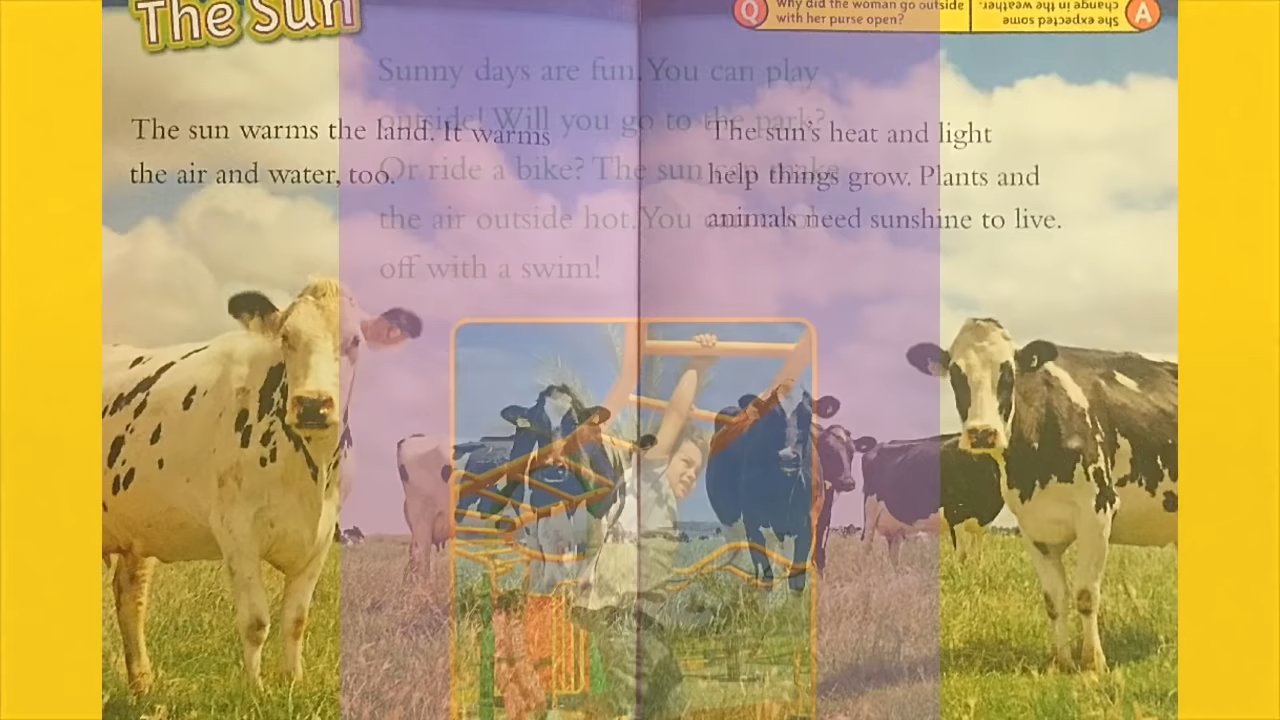 The Sun
Q
Why did the woman go outside
with her purse open?
She expected some
change in the weather.
A
The sun warms the land. It warms
the air and water, too.
The sun's heat and light
help things grow. Plants and
animals need sunshine to live.
Sunny days are fun. You can play
outside! Will you go to the park?
Or ride a bike? The sun can make
the air outside hot. You can
off with a swim!